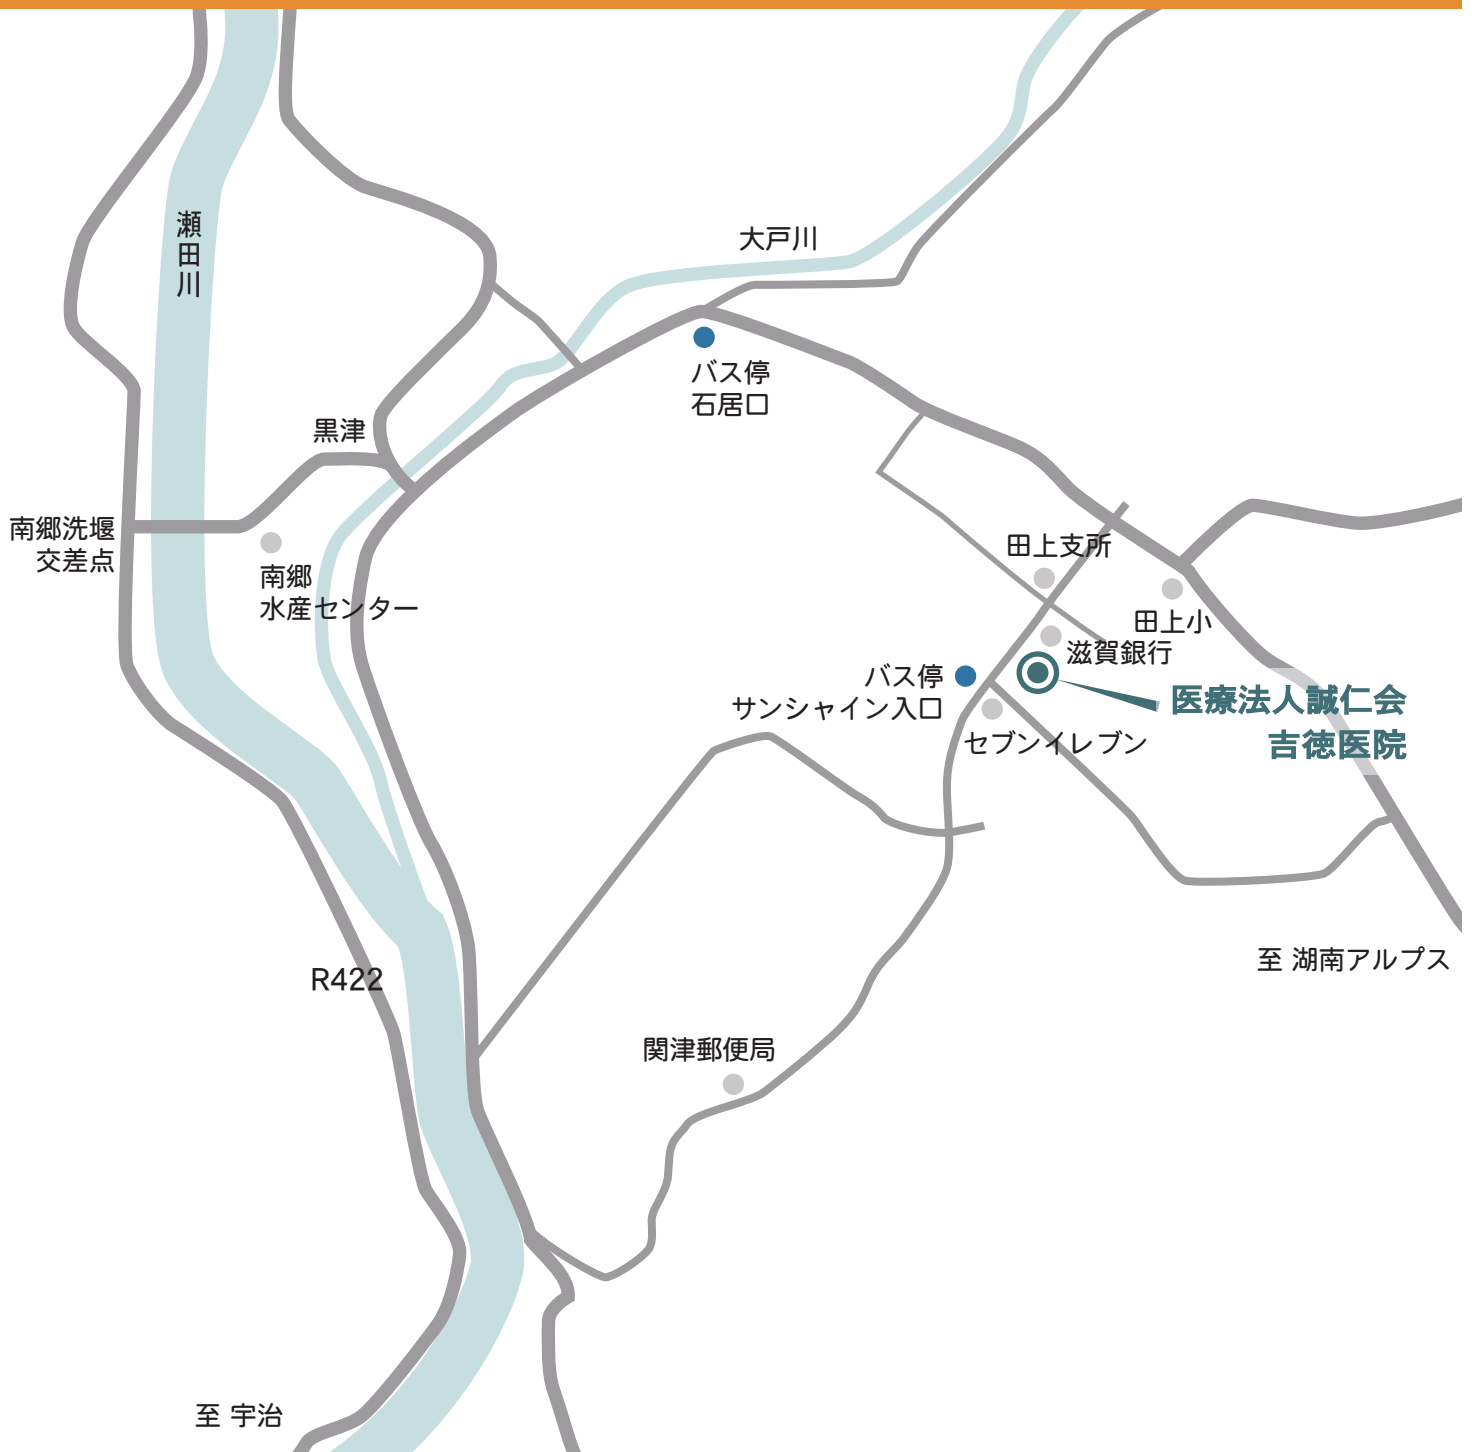 瀬田川
大戸川
バス停
石居口
黒津
南郷洗堰
交差点
南郷
水産センター
田上支所
田上小
滋賀銀行
バス停
サンシャイン入口
医療法人誠仁会
吉徳医院
セブンイレブン
至 湖南アルプス
R422
関津郵便局
至 宇治